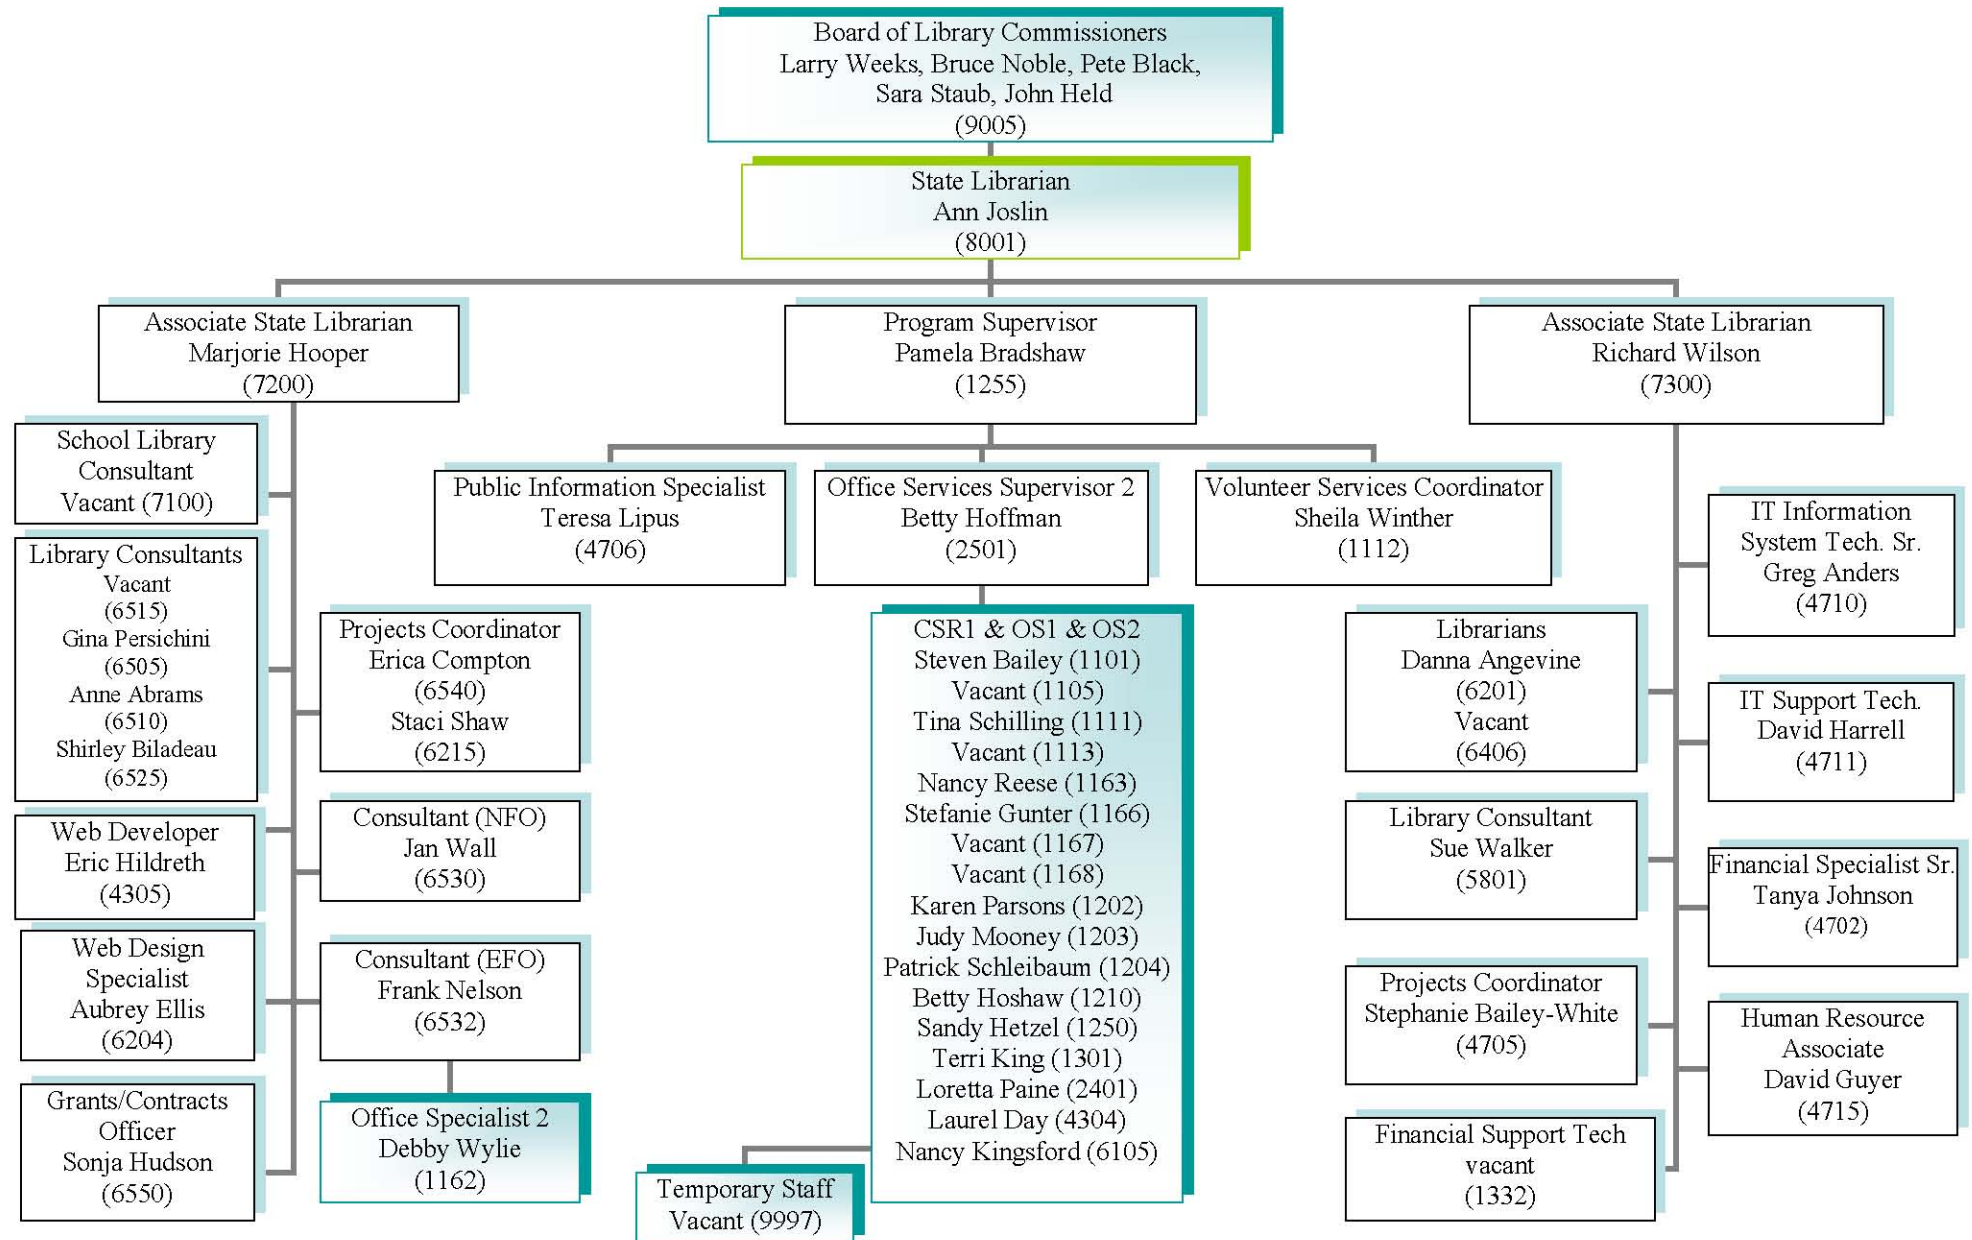 Board of Library Commissioners
Larry Weeks, Bruce Noble, Pete Black,
Sara Staub, John Held
(9005)
State Librarian
Ann Joslin
(8001)
Associate State Librarian
Marjorie Hooper
(7200)
Program Supervisor
Pamela Bradshaw
(1255)
Associate State Librarian
Richard Wilson
(7300)
School Library
Consultant
Vacant (7100)
Library Consultants
Vacant
(6515)
Gina Persichini
(6505)
Anne Abrams
(6510)
Shirley Biladeau
(6525)
Web Developer
Eric Hildreth
(4305)
Web Design
Specialist
Aubrey Ellis
(6204)
Grants/Contracts
Officer
Sonja Hudson
(6550)
Projects Coordinator
Erica Compton
(6540)
Staci Shaw
(6215)
Consultant (NFO)
Jan Wall
(6530)
Consultant (EFO)
Frank Nelson
(6532)
Office Specialist 2
Debby Wylie
(1162)
Public Information Specialist
Teresa Lipus
(4706)
Office Services Supervisor 2
Betty Hoffman
(2501)
Volunteer Services Coordinator
Sheila Winther
(1112)
CSR1 & OS1 & OS2
Steven Bailey (1101)
Vacant (1105)
Tina Schilling (1111)
Vacant (1113)
Nancy Reese (1163)
Stefanie Gunter (1166)
Vacant (1167)
Vacant (1168)
Karen Parsons (1202)
Judy Mooney (1203)
Patrick Schleibaum (1204)
Betty Hoshaw (1210)
Sandy Hetzel (1250)
Terri King (1301)
Loretta Paine (2401)
Laurel Day (4304)
Nancy Kingsford (6105)
Temporary Staff
Vacant (9997)
Librarians
Danna Angevine
(6201)
Vacant
(6406)
Library Consultant
Sue Walker
(5801)
Projects Coordinator
Stephanie Bailey-White
(4705)
Financial Support Tech
vacant
(1332)
IT Information
System Tech. Sr.
Greg Anders
(4710)
IT Support Tech.
David Harrell
(4711)
Financial Specialist Sr.
Tanya Johnson
(4702)
Human Resource
Associate
David Guyer
(4715)